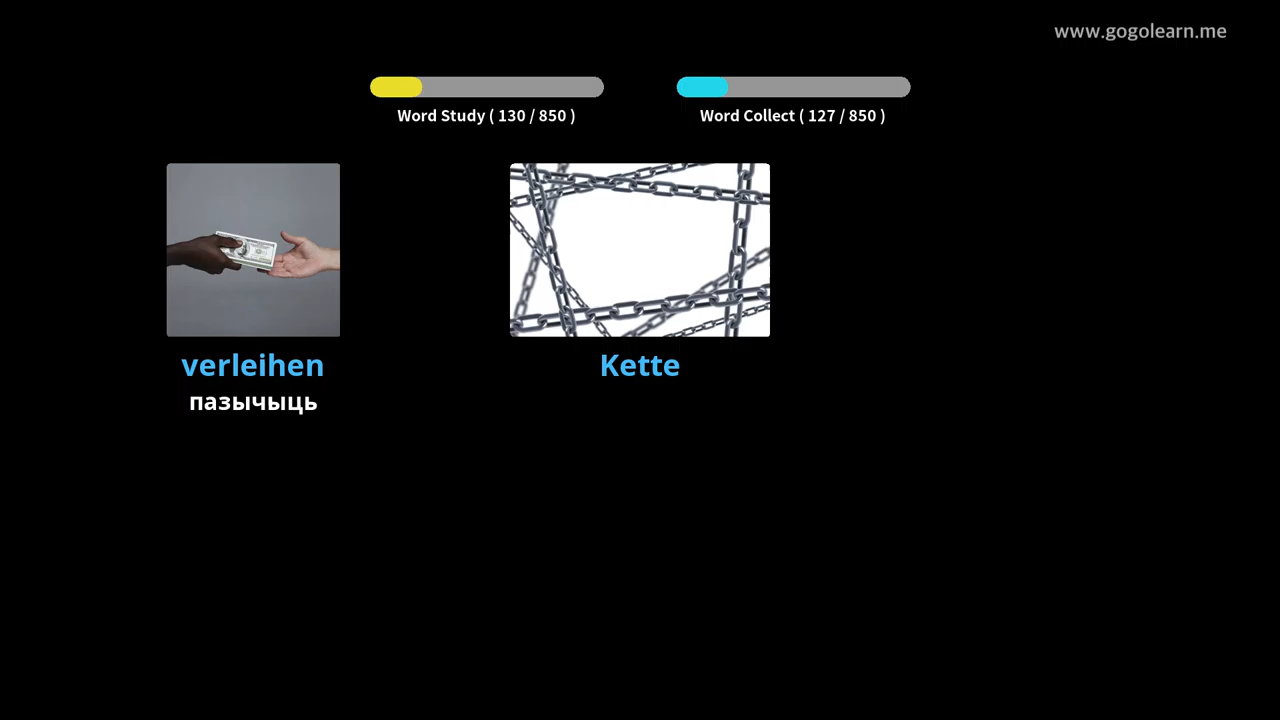 www.gogolearn.me
Word Study ( 130 / 850 )
Word Collect ( 127 / 850 )
verleihen
пазычыць
Kette